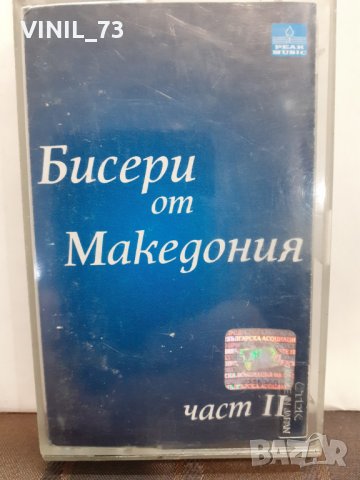 VINIL_73
PEAK
MUSIC
Бисери
от
Македония
част II